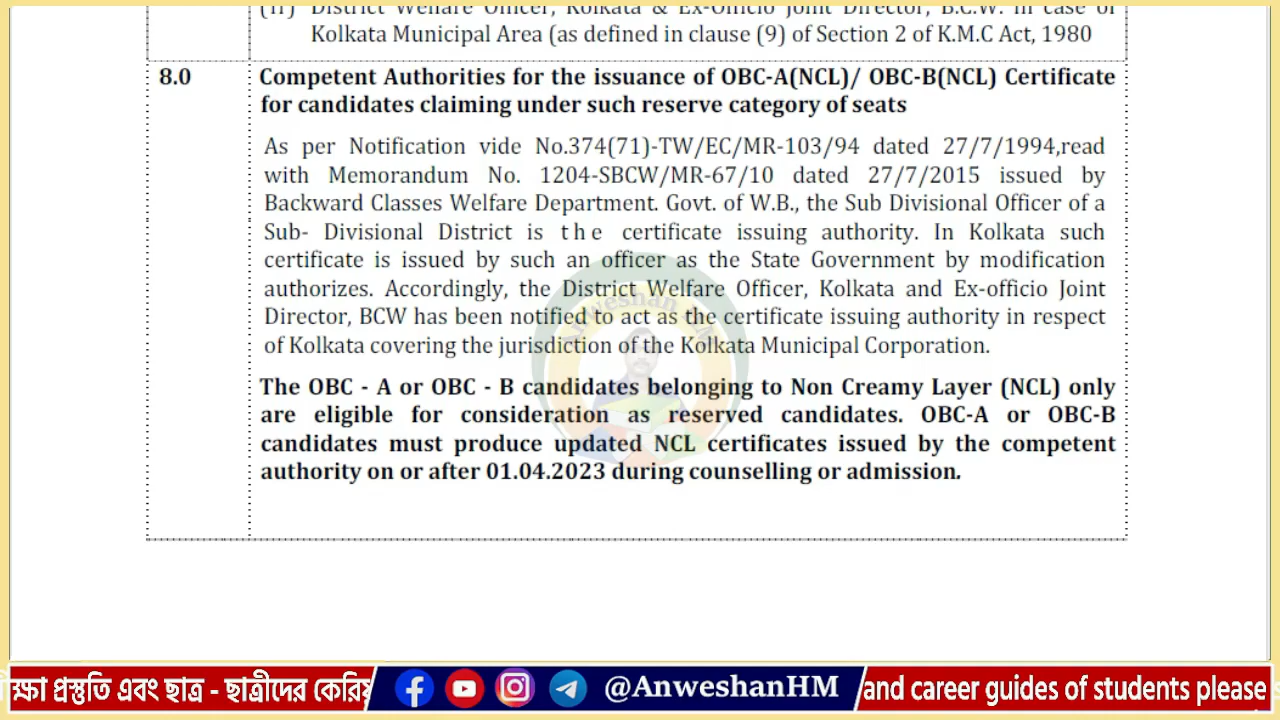 (ii) District Welfare Officer, Kolkata & Ex-Officio Joint Director, B.C.W. in case of
Kolkata Municipal Area (as defined in clause (9) of Section 2 of K.M.C Act, 1980
8.0 Competent Authorities for the issuance of OBC-A(NCL)/ OBC-B(NCL) Certificate
for candidates claiming under such reserve category of seats
As per Notification vide No.374(71)-TW/EC/MR-103/94 dated 27/7/1994,read
with Memorandum No. 1204-SBCW/MR-67/10 dated 27/7/2015 issued by
Backward Classes Welfare Department. Govt. of W.B., the Sub Divisional Officer of a
Sub- Divisional District is the certificate issuing authority. In Kolkata such
certificate is issued by such an officer as the State Government by modification
authorizes. Accordingly, the District Welfare Officer, Kolkata and Ex-officio Joint
Director, BCW has been notified to act as the certificate issuing authority in respect
of Kolkata covering the jurisdiction of the Kolkata Municipal Corporation.
The OBC - A or OBC - B candidates belonging to Non Creamy Layer (NCL) only
are eligible for consideration as reserved candidates. OBC-A or OBC-B
candidates must produce updated NCL certificates issued by the competent
authority on or after 01.04.2023 during counselling or admission.
Anweshan HM
ক্ষা প্রস্তুতি এবং ছাত্র - ছাত্রীদের কেরিয় @AnweshanHM and career guides of students please